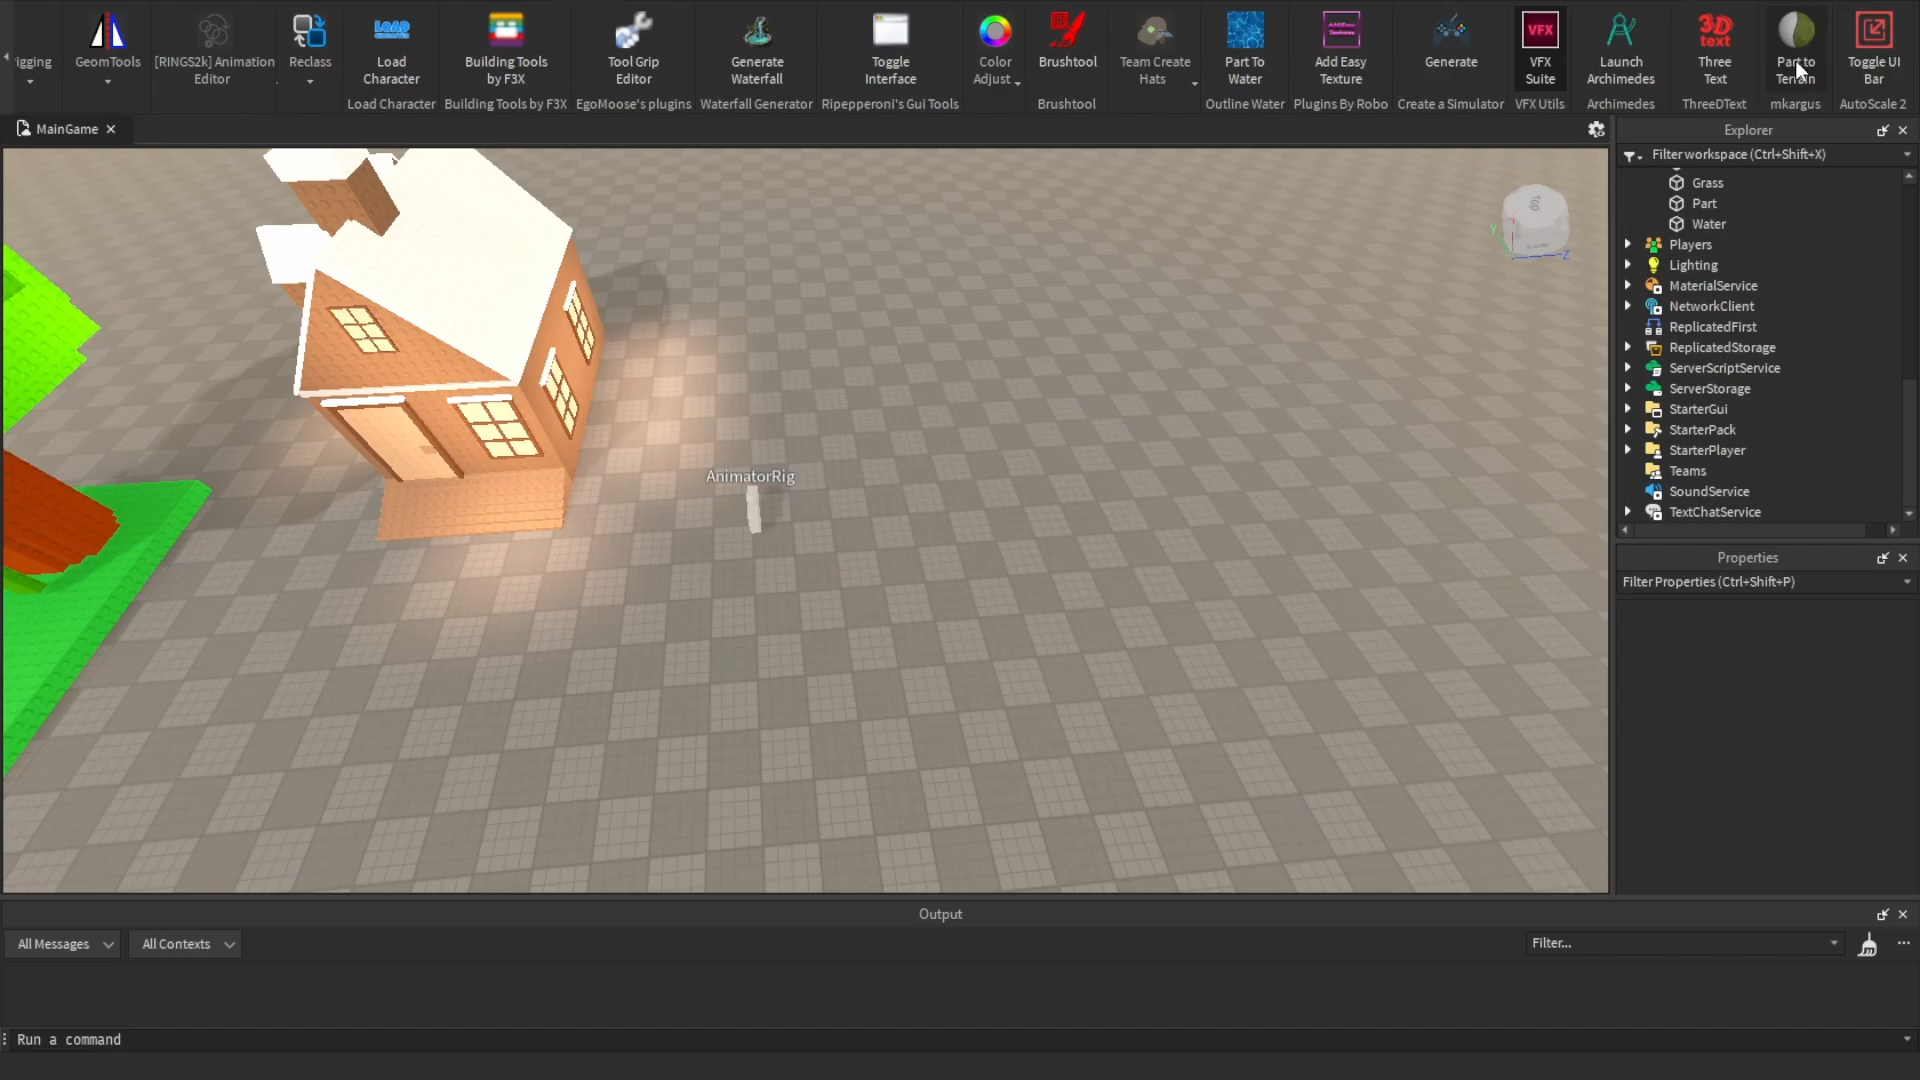 igging
GeomTools
[RINGS2k] Animation
Editor
Reclass
LOAD
Load
Character
Load Character
Building Tools
by F3X
Building Tools by F3X
Tool Grip
Editor
EgoMoose's plugins
Generate
Waterfall
Waterfall Generator
Toggle
Interface
Ripepperoni's Gui Tools
Color
Adjust
Brushtool
Brushtool
Team Create
Hats
Part To
Water
Outline Water
Add Easy
Texture
Plugins By Robo
Generate
Create a Simulator
VFX
VFX
Suite
VFX Utils
Launch
Archimedes
Archimedes
3D
text
Three
Text
ThreeDText
Part to
Terrain
mkargus
Toggle UI
Bar
AutoScale 2
MainGame
Explorer
Filter workspace (Ctrl+Shift+X)
Grass
Part
Water
Players
Lighting
MaterialService
NetworkClient
ReplicatedFirst
ReplicatedStorage
ServerScriptService
ServerStorage
StarterGui
StarterPack
StarterPlayer
Teams
SoundService
TextChatService
Top
Y
Z
AnimatorRig
Properties
Filter Properties (Ctrl+Shift+P)
Output
All Messages
All Contexts
Filter...
Run a command